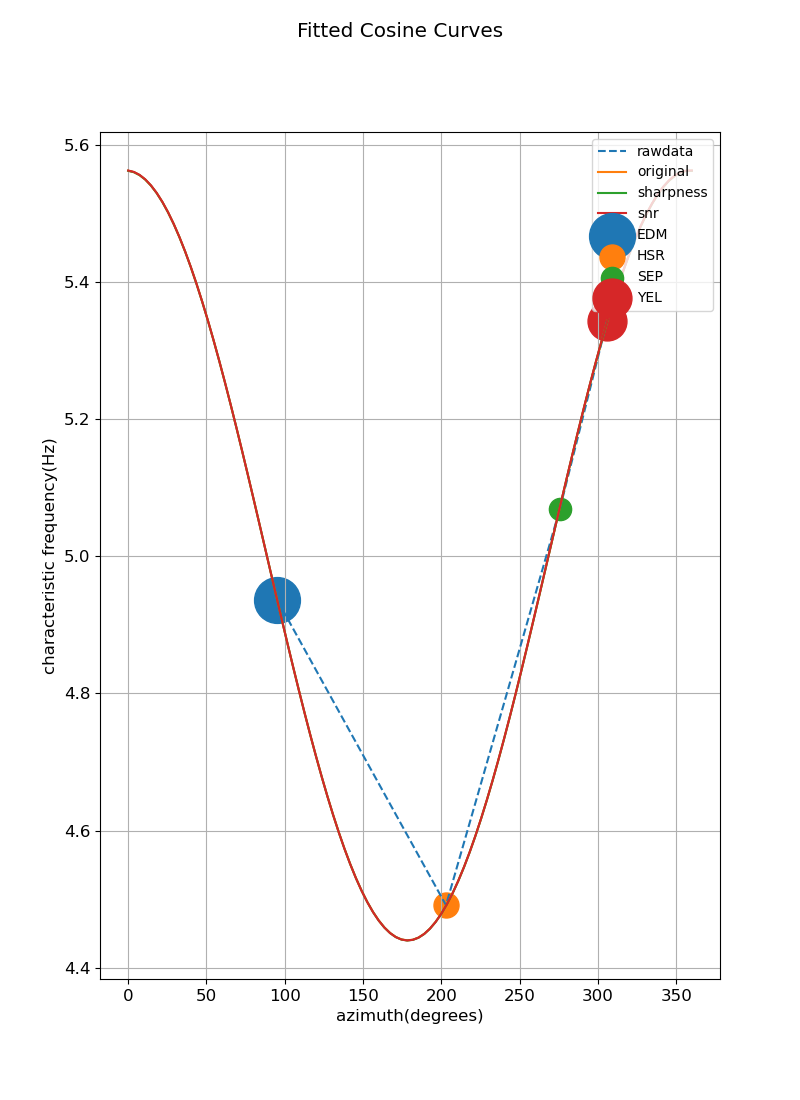 Fitted Cosine Curves
5.6
5.4
5.2
5.0
4.8
4.6
4.4
characteristic frequency(Hz)
rawdata
original
sharpness
snr
EDM
HSR
SEP
YEL
0 50 100 150 200 250 300 350
azimuth(degrees)